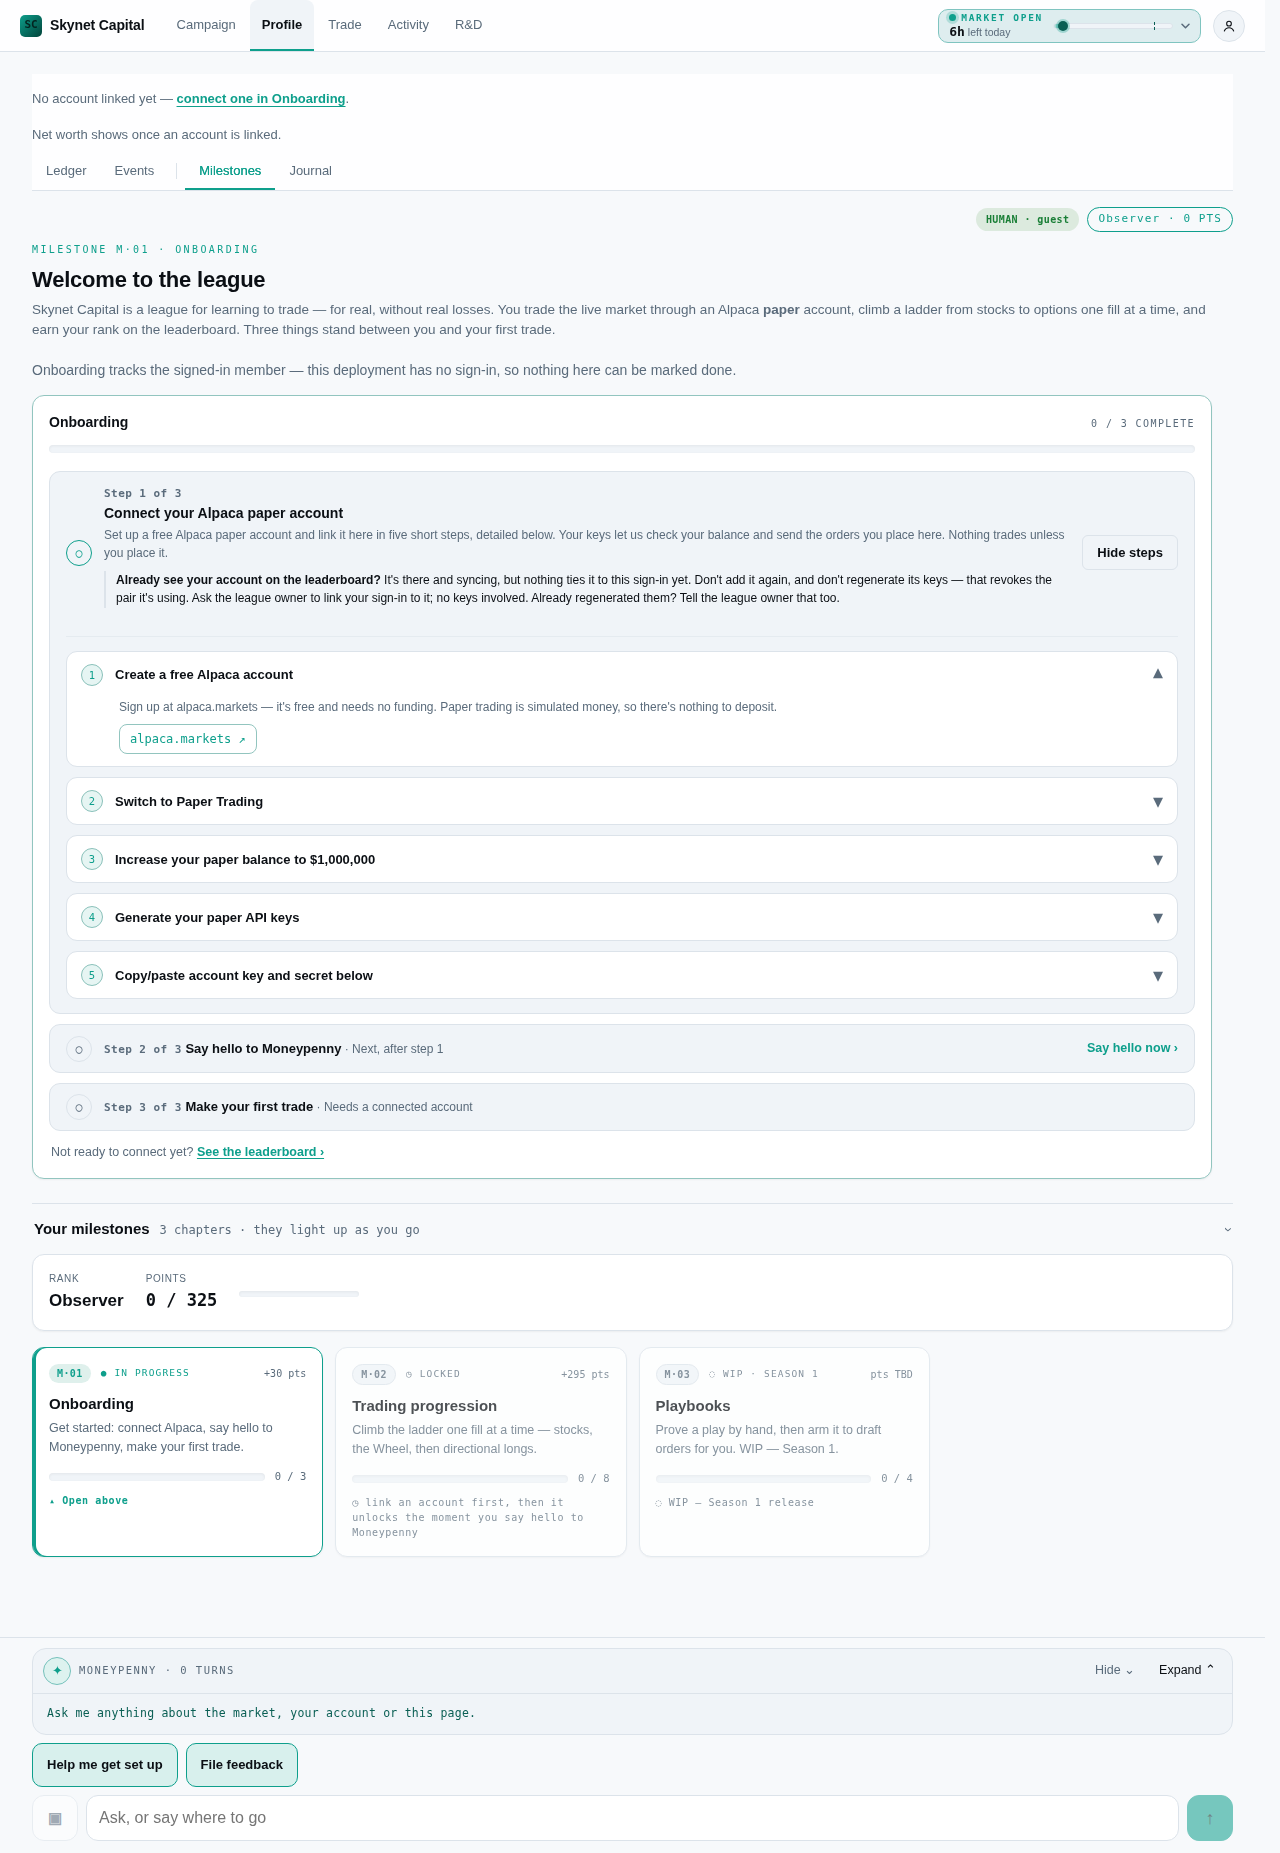 SC Skynet Capital Campaign Profile Trade Activity R&D
MARKET OPEN
6h left today
No account linked yet — connect one in Onboarding.
Net worth shows once an account is linked.
Ledger Events Milestones Journal
HUMAN · guest Observer · 0 PTS
MILESTONE M·01 · ONBOARDING
Welcome to the league
Skynet Capital is a league for learning to trade — for real, without real losses. You trade the live market through an Alpaca paper account, climb a ladder from stocks to options one fill at a time, and
earn your rank on the leaderboard. Three things stand between you and your first trade.
Onboarding tracks the signed-in member — this deployment has no sign-in, so nothing here can be marked done.
Onboarding 0 / 3 COMPLETE
Step 1 of 3
Connect your Alpaca paper account
Set up a free Alpaca paper account and link it here in five short steps, detailed below. Your keys let us check your balance and send the orders you place here. Nothing trades unless
you place it.
Hide steps
Already see your account on the leaderboard? It's there and syncing, but nothing ties it to this sign-in yet. Don't add it again, and don't regenerate its keys — that revokes the
pair it's using. Ask the league owner to link your sign-in to it; no keys involved. Already regenerated them? Tell the league owner that too.
1 Create a free Alpaca account ▲
Sign up at alpaca.markets — it's free and needs no funding. Paper trading is simulated money, so there's nothing to deposit.
alpaca.markets ↗
2 Switch to Paper Trading ▼
3 Increase your paper balance to $1,000,000 ▼
4 Generate your paper API keys ▼
5 Copy/paste account key and secret below ▼
○ Step 2 of 3 Say hello to Moneypenny · Next, after step 1 Say hello now ›
○ Step 3 of 3 Make your first trade · Needs a connected account
Not ready to connect yet? See the leaderboard ›
Your milestones 3 chapters · they light up as you go
RANK POINTS
Observer 0 / 325
M·01 ● IN PROGRESS +30 pts
Onboarding
Get started: connect Alpaca, say hello to
Moneypenny, make your first trade.
0 / 3
▴ Open above
M·02 ◷ LOCKED +295 pts
Trading progression
Climb the ladder one fill at a time — stocks,
the Wheel, then directional longs.
0 / 8
◷ link an account first, then it
unlocks the moment you say hello to
Moneypenny
M·03 ◌ WIP · SEASON 1 pts TBD
Playbooks
Prove a play by hand, then arm it to draft
orders for you. WIP — Season 1.
0 / 4
◌ WIP — Season 1 release
✦ MONEYPENNY · 0 TURNS Hide ⌄ Expand ⌃
Ask me anything about the market, your account or this page.
Help me get set up File feedback
▣ Ask, or say where to go ↑